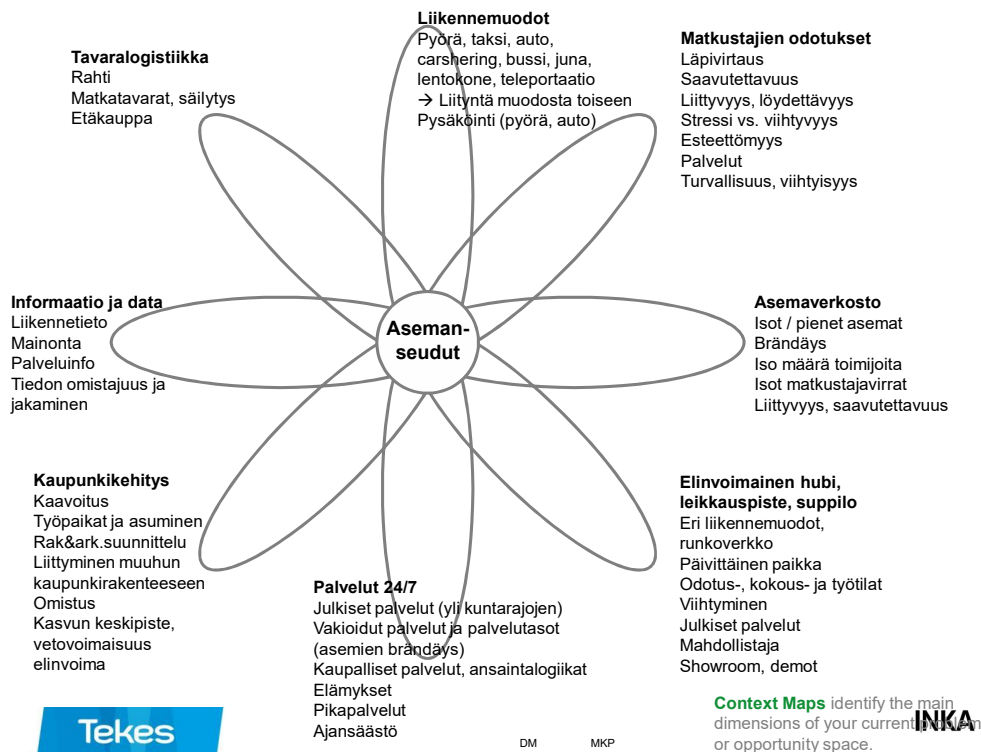 Liikennemuodot
Pyörä, taksi, auto,
carshering, bussi, juna,
lentokone, teleportaatio
→ Liityntä muodosta toiseen
Pysäköinti (pyörä, auto)
Tavaralogistiikka
Rahti
Matkatavarat, säilytys
Etäkauppa
Matkustajien odotukset
Läpivirtaus
Saavutettavuus
Liittyvyys, löydettävyys
Stressi vs. viihtyvyys
Esteettömyys
Palvelut
Turvallisuus, viihtyisyys
Informaatio ja data
Liikennetieto
Mainonta
Palveluinfo
Tiedon omistajuus ja
jakaminen
Aseman-
seudut
Asemaverkosto
Isot / pienet asemat
Brändäys
Iso määrä toimijoita
Isot matkustajavirrat
Liittyvyys, saavutettavuus
Kaupunkikehitys
Kaavoitus
Työpaikat ja asuminen
Rak&ark.suunnittelu
Liittyminen muuhun
kaupunkirakenteeseen
Omistus
Kasvun keskipiste,
vetovoimaisuus
elinvoima
Palvelut 24/7
Julkiset palvelut (yli kuntarajojen)
Vakioidut palvelut ja palvelutasot
(asemien brändäys)
Kaupalliset palvelut, ansaintalogiikat
Elämykset
Pikapalvelut
Ajansäästö
Elinvoimainen hubi,
leikkauspiste, suppilo
Eri liikennemuodot,
runkoverkko
Päivittäinen paikka
Odotus-, kokous- ja työtilat
Viihtyminen
Julkiset palvelut
Mahdollistaja
Showroom, demot
Tekes
DM MKP
Context Maps identify the main
dimensions of your current problem
or opportunity space.
INKA